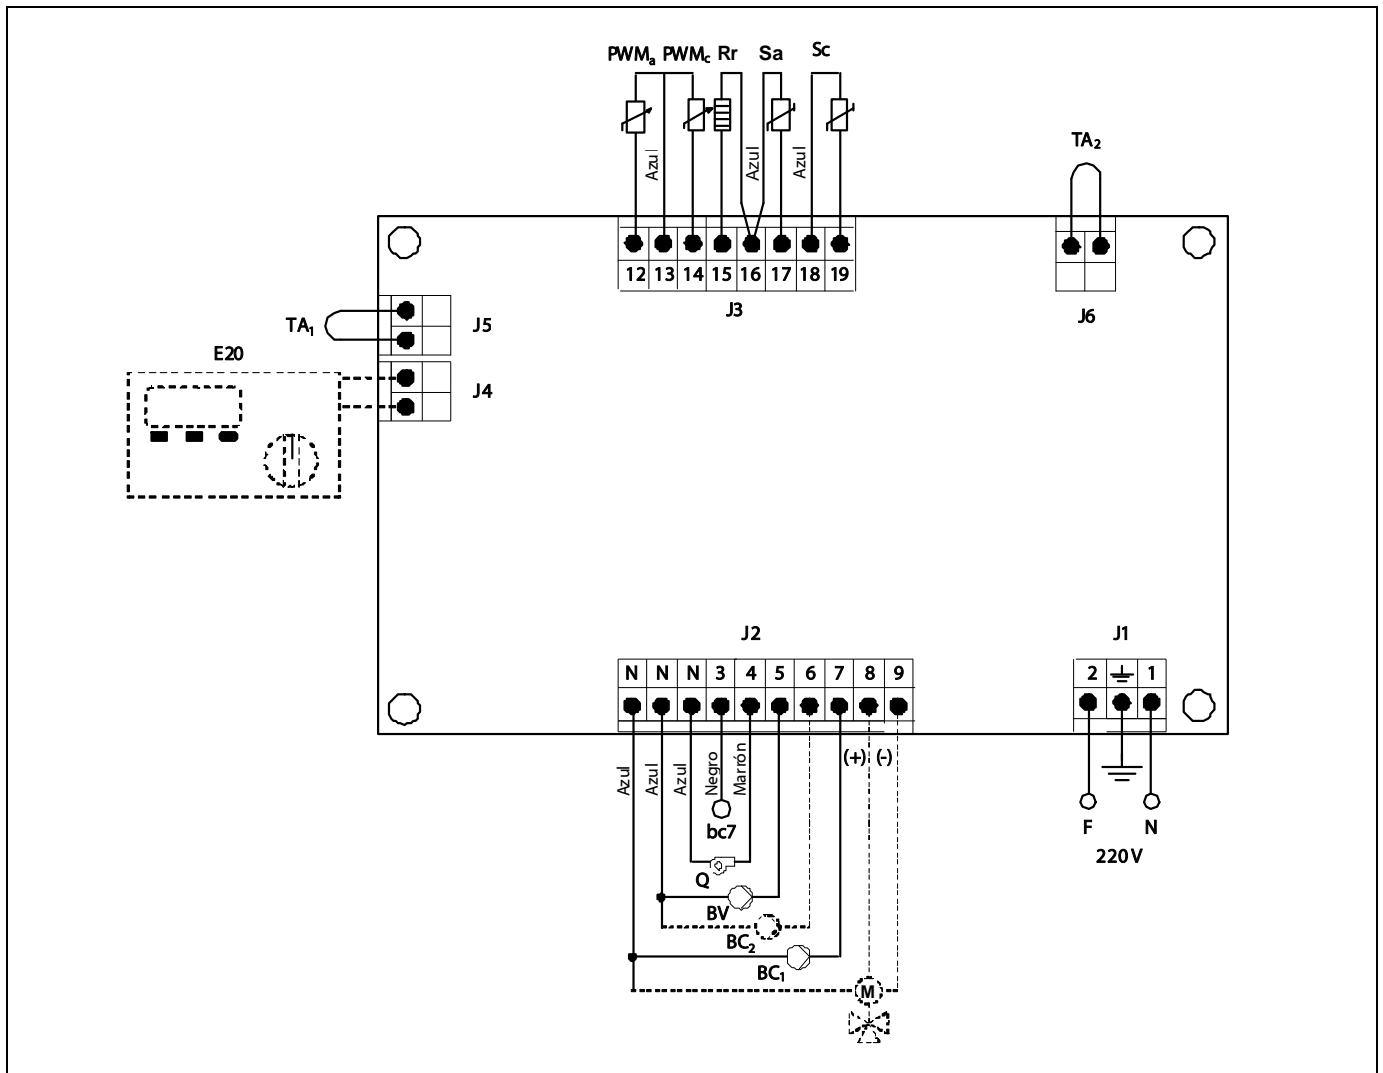 PWMa PWMc Rr Sa Sc
TA2
Azul
Azul
Azul
12 13 14 15 16 17 18 19
J3
J6
TA1
J5
E20
J4
J2
J1
N N N 3 4 5 6 7 8 9
2 1
Azul
Azul
Azul
Negro
Marrón
(+) (-)
bc7
F N
220 V
Q
BV
BC2
BC1
M